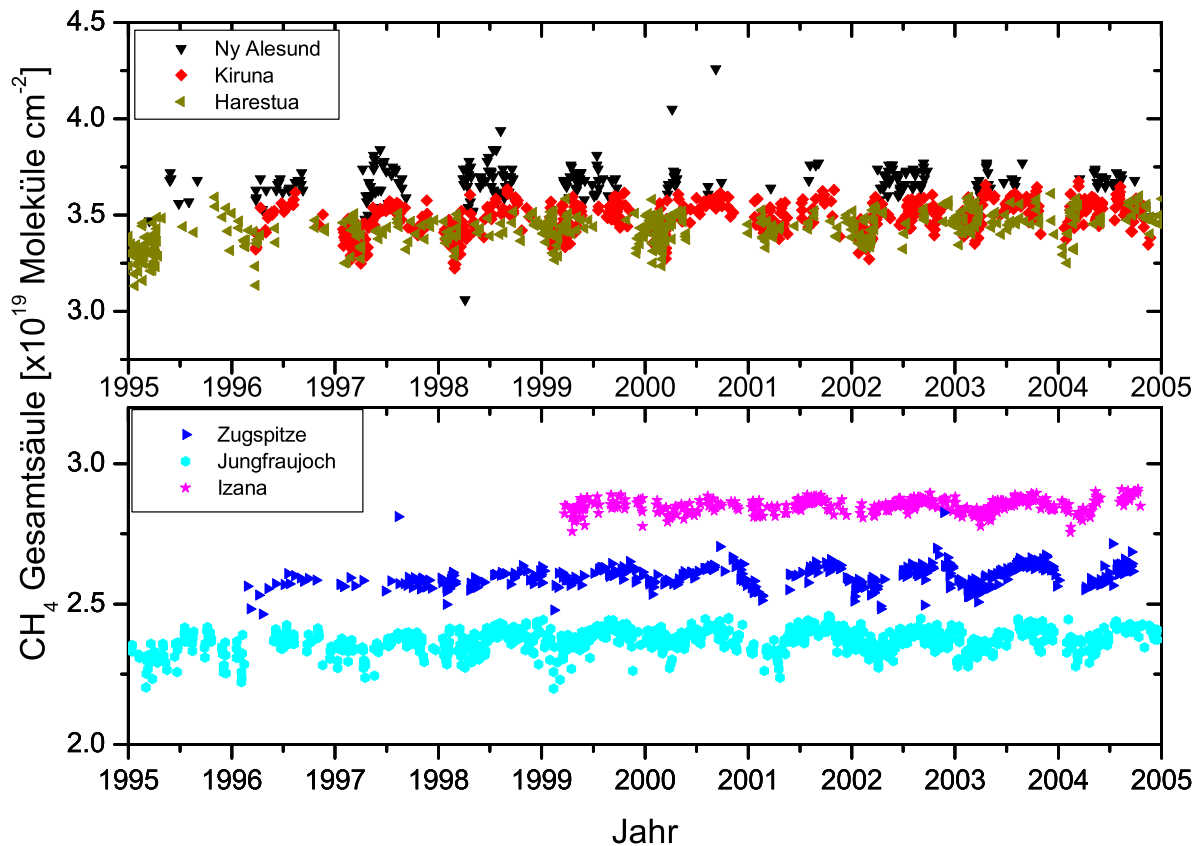 CH4 Gesamtsäule [x10^19 Moleküle cm^-2]
4.5
4.0
3.5
3.0
Ny Alesund
Kiruna
Harestua
1995 1996 1997 1998 1999 2000 2001 2002 2003 2004 2005
3.0
2.5
2.0
Zugspitze
Jungfraujoch
Izana
1995 1996 1997 1998 1999 2000 2001 2002 2003 2004 2005
Jahr